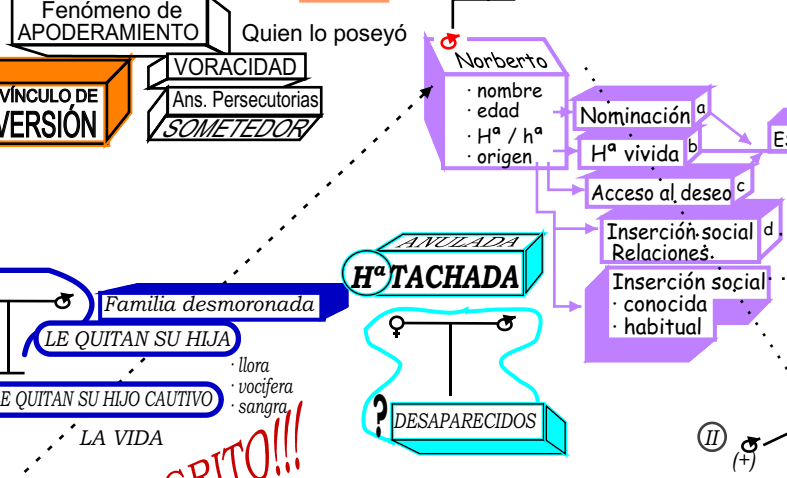 Fenómeno de
APODERAMIENTO
Quien lo poseyó
VORACIDAD
VÍNCULO DE
Ans. Persecutorias
SOMETEDOR
Norberto
· nombre
· edad
· Hª / hª
· origen
Nominación a
Hª vivida b
Acceso al deseo c
Inserción social d
Relaciones
Inserción social
· conocida
· habitual
ANULADA
Hª TACHADA
Familia desmoronada
LE QUITAN SU HIJA
· llora
· vocifera
· sangra
E QUITAN SU HIJO CAUTIVO
LA VIDA
?
DESAPARECIDOS
II
(+)